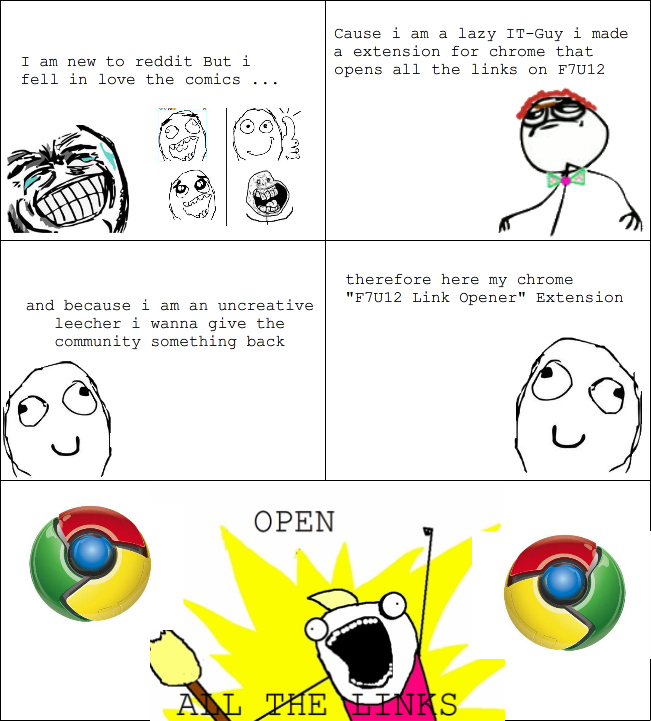 I am new to reddit But i
fell in love the comics ...
Cause i am a lazy IT-Guy i made
a extension for chrome that
opens all the links on F7U12
and because i am an uncreative
leecher i wanna give the
community something back
therefore here my chrome
"F7U12 Link Opener" Extension
OPEN
ALL THE LINKS